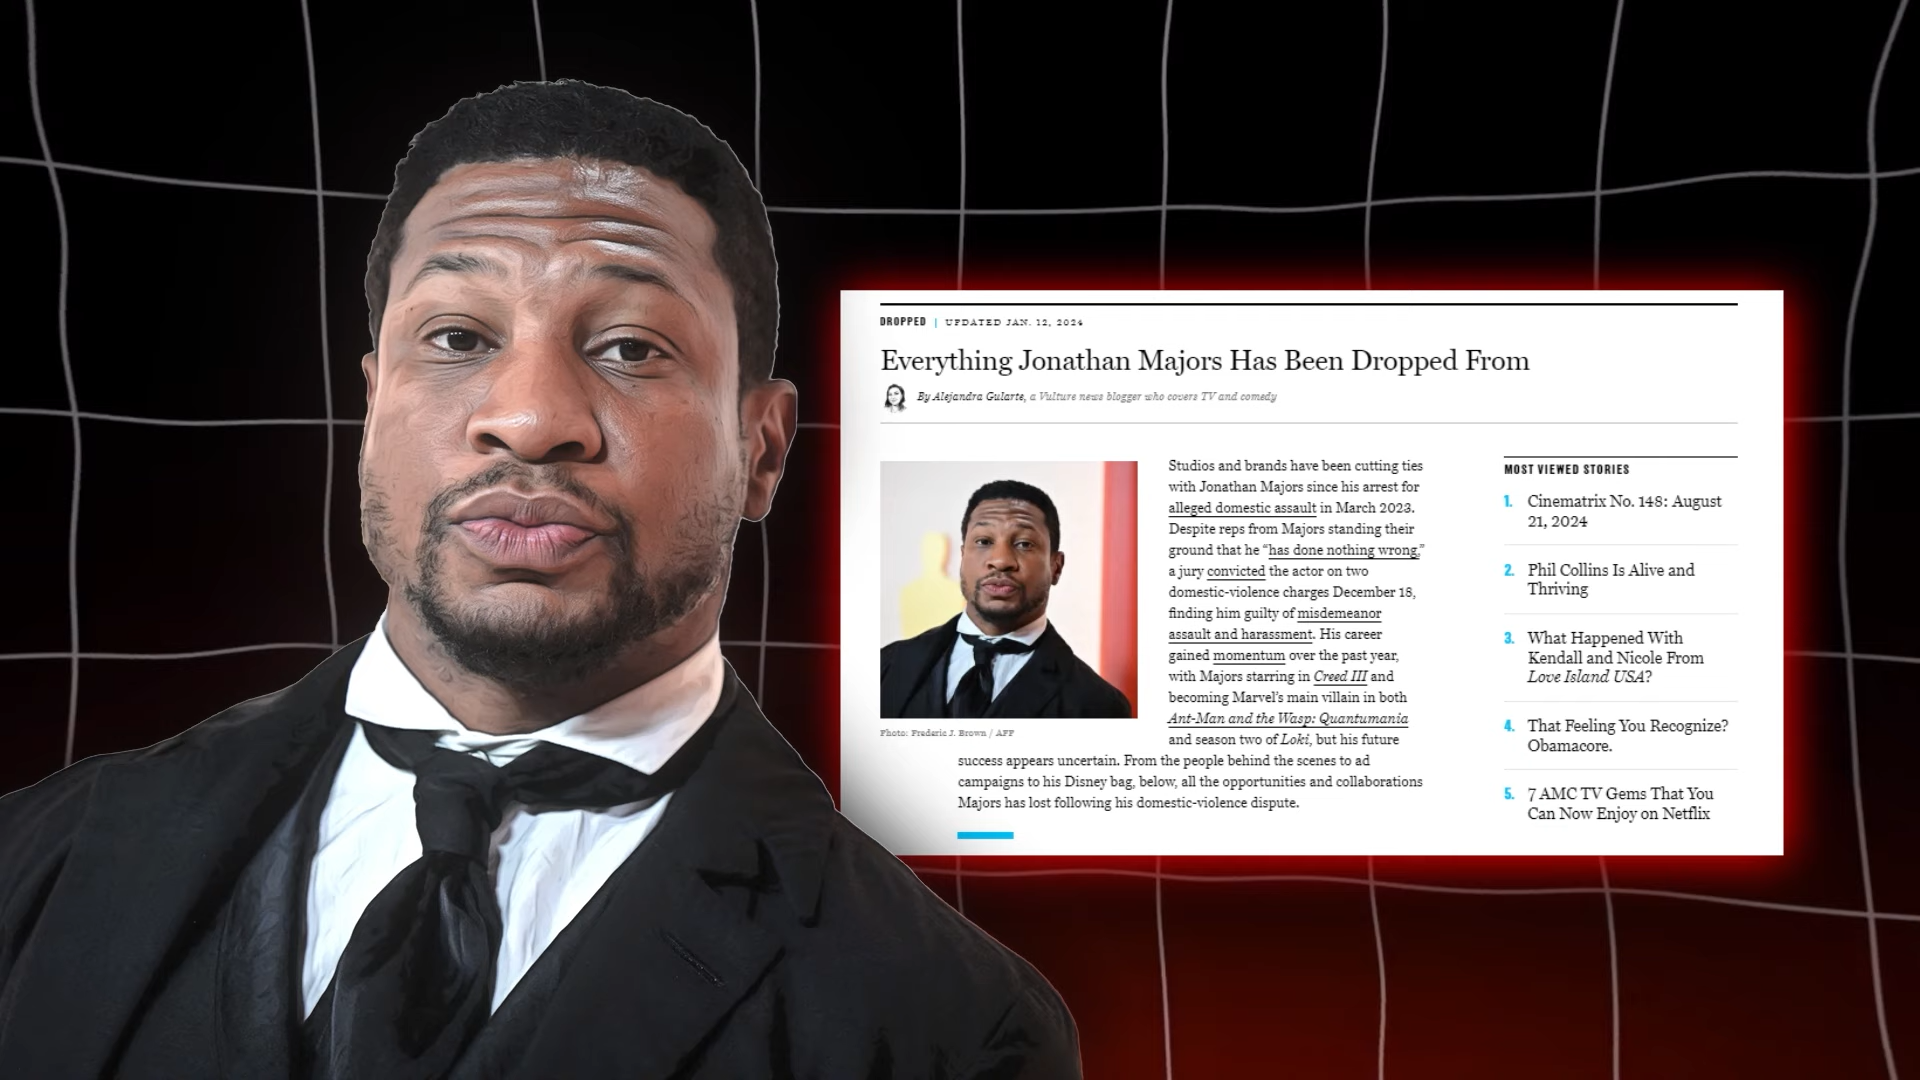 DROPPED | UPDATED JAN. 12, 2024
Everything Jonathan Majors Has Been Dropped From
By Alejandra Gularte, a Vulture news blogger who covers TV and comedy
Studios and brands have been cutting ties
with Jonathan Majors since his arrest for
alleged domestic assault in March 2023.
Despite reps from Majors standing their
ground that he “has done nothing wrong,”
a jury convicted the actor on two
domestic-violence charges December 18,
finding him guilty of misdemeanor
assault and harassment. His career
gained momentum over the past year,
with Majors starring in Creed III and
becoming Marvel’s main villain in both
Ant-Man and the Wasp: Quantumania
and season two of Loki, but his future
success appears uncertain. From the people behind the scenes to ad
campaigns to his Disney bag, below, all the opportunities and collaborations
Majors has lost following his domestic-violence dispute.
Photo: Frederic J. Brown / AFP
MOST VIEWED STORIES
1. Cinematrix No. 148: August
21, 2024
2. Phil Collins Is Alive and
Thriving
3. What Happened With
Kendall and Nicole From
Love Island USA?
4. That Feeling You Recognize?
Obamacore.
5. 7 AMC TV Gems That You
Can Now Enjoy on Netflix